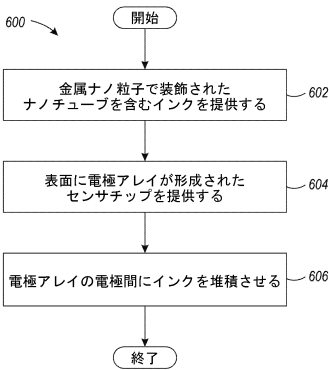 600
開始
金属ナノ粒子で装飾された
ナノチューブを含むインクを提供する
602
表面に電極アレイが形成された
センサチップを提供する
604
電極アレイの電極間にインクを堆積させる
606
終了